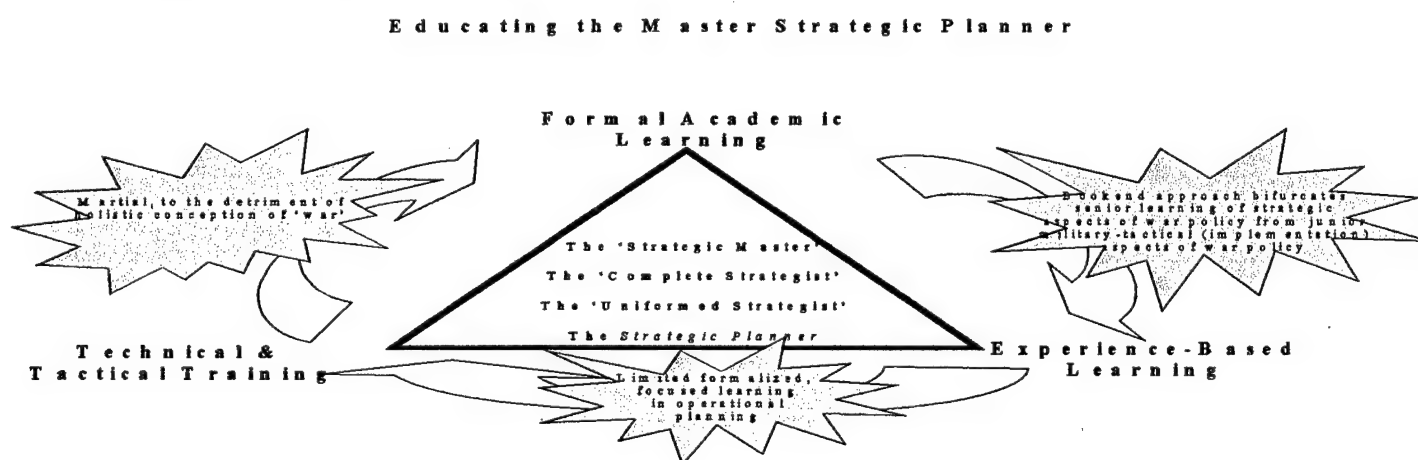 Educating the Master Strategic Planner
Formal Academic
Learning
Martial, to the detriment of
holistic conception of 'war'
Bookend approach bifurcates
senior learning of strategic
aspects of war policy from junior
military-tactical (implementation)
aspects of war policy
The 'Strategic Master'
The 'Complete Strategist'
The 'Uniformed Strategist'
The Strategic Planner
Technical &
Tactical Training
Experience-Based
Learning
Limited formalized,
focused learning
in operational
planning